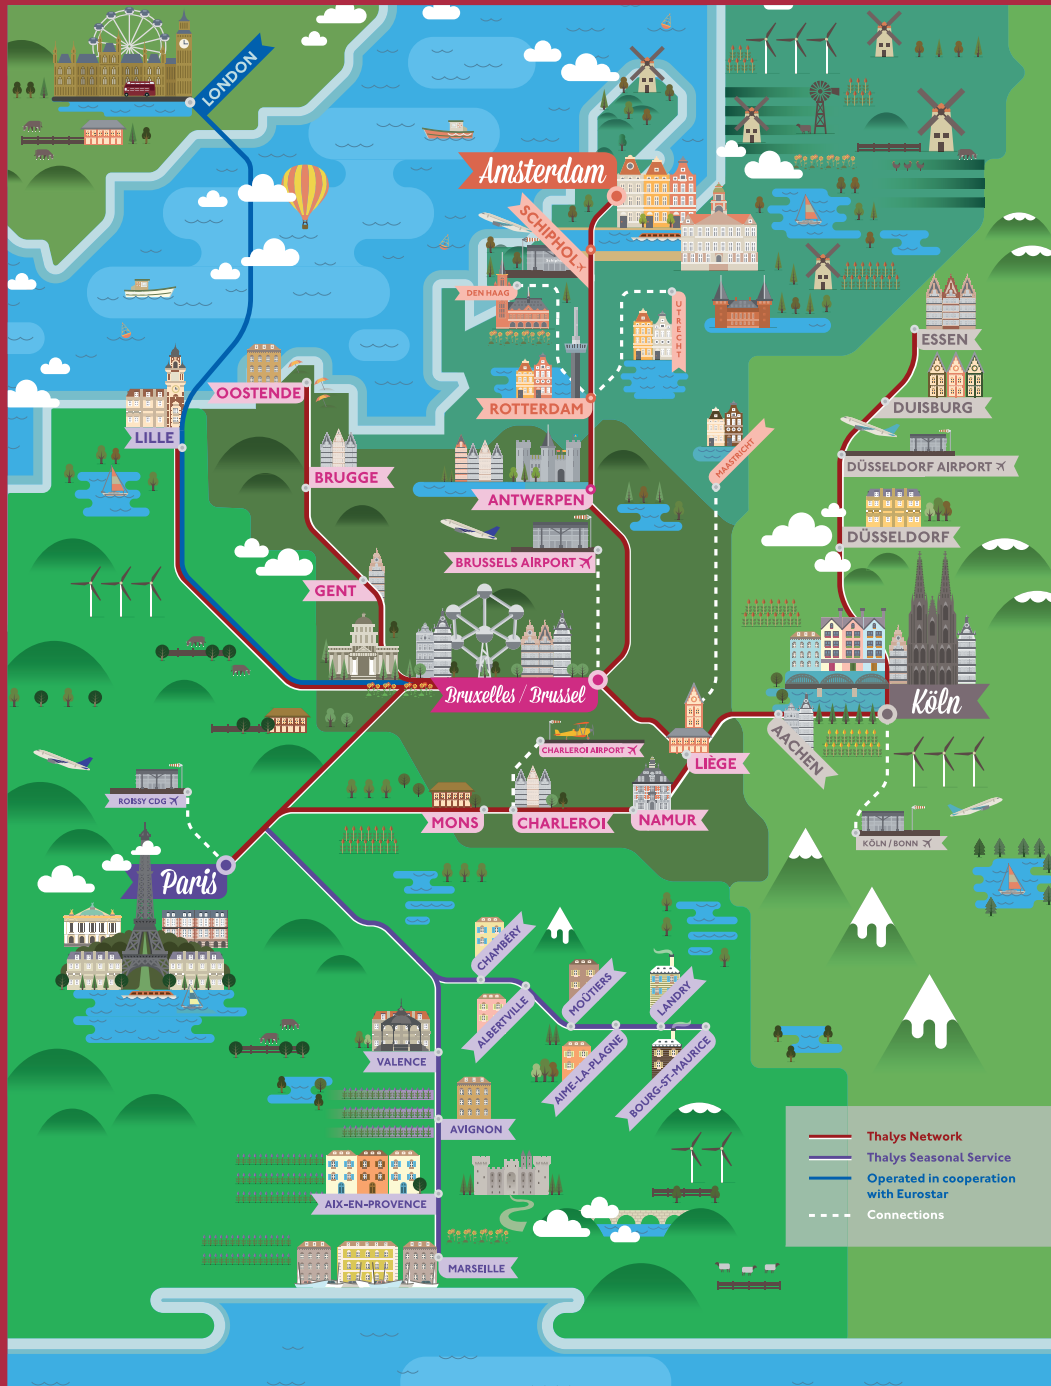 LONDON
Amsterdam
SCHIPHOL
DEN HAAG
UTRECHT
ESSEN
DUISBURG
OOSTENDE
ROTTERDAM
LILLE
MAASTRICHT
DÜSSELDORF AIRPORT
BRUGGE
ANTWERPEN
DÜSSELDORF
BRUSSELS AIRPORT
GENT
Bruxelles / Brussel
Köln
CHARLEROI AIRPORT
LIÈGE
AACHEN
ROISSY CDG
MONS
CHARLEROI
NAMUR
KÖLN / BONN
Paris
CHAMBÉRY
ALBERTVILLE
MOÛTIERS
LANDRY
AIME-LA-PLAGNE
BOURG-ST-MAURICE
VALENCE
AVIGNON
AIX-EN-PROVENCE
MARSEILLE
Thalys Network
Thalys Seasonal Service
Operated in cooperation
with Eurostar
Connections